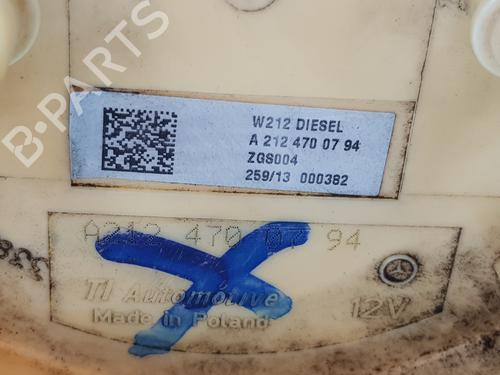 B-PARTS
W212 DIESEL
A 212 470 07 94
ZGS004
259/13 000382
A212 470 07 94
TI Automotive
Made in Poland
12V